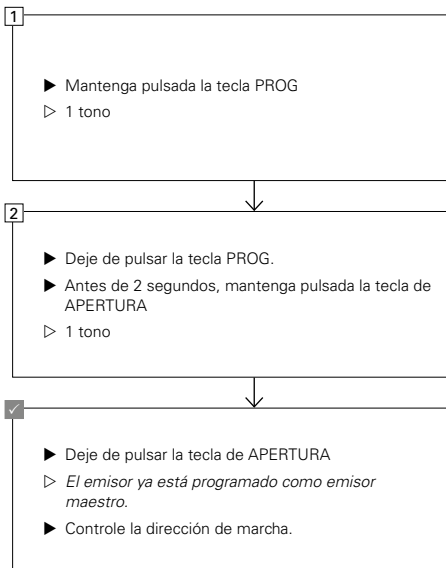 1
▶ Mantenga pulsada la tecla PROG
▷ 1 tono
2
▶ Deje de pulsar la tecla PROG.
▶ Antes de 2 segundos, mantenga pulsada la tecla de
APERTURA
▷ 1 tono
✓
▶ Deje de pulsar la tecla de APERTURA
▷ El emisor ya está programado como emisor
maestro.
▶ Controle la dirección de marcha.